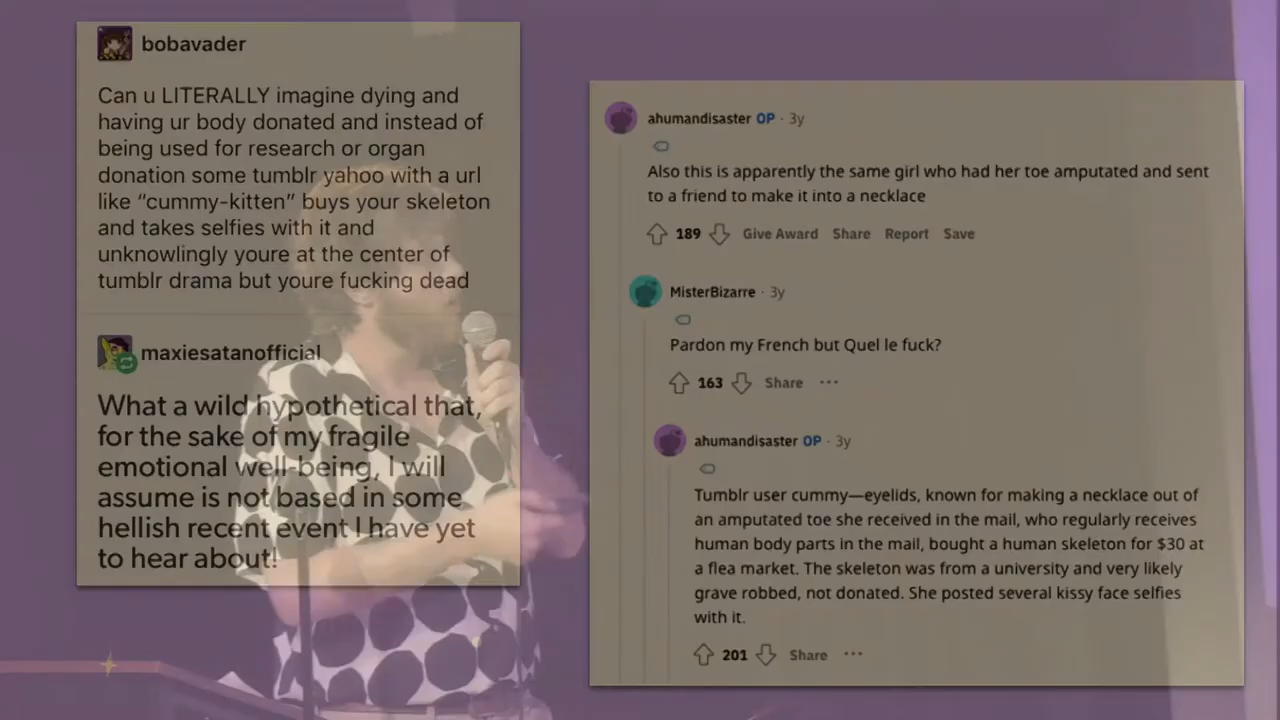 bobavader
Can u LITERALLY imagine dying and
having ur body donated and instead of
being used for research or organ
donation some tumblr yahoo with a url
like “cummy-kitten” buys your skeleton
and takes selfies with it and
unknowlingly youre at the center of
tumblr drama but youre fucking dead
maxiesatanofficial
What a wild hypothetical that,
for the sake of my fragile
emotional well-being, I will
assume is not based in some
hellish recent event I have yet
to hear about!
ahumandisaster OP · 3y
Also this is apparently the same girl who had her toe amputated and sent
to a friend to make it into a necklace
189 Give Award Share Report Save
MisterBizarre · 3y
Pardon my French but Quel le fuck?
163 Share ···
ahumandisaster OP · 3y
Tumblr user cummy—eyelids, known for making a necklace out of
an amputated toe she received in the mail, who regularly receives
human body parts in the mail, bought a human skeleton for $30 at
a flea market. The skeleton was from a university and very likely
grave robbed, not donated. She posted several kissy face selfies
with it.
201 Share ···